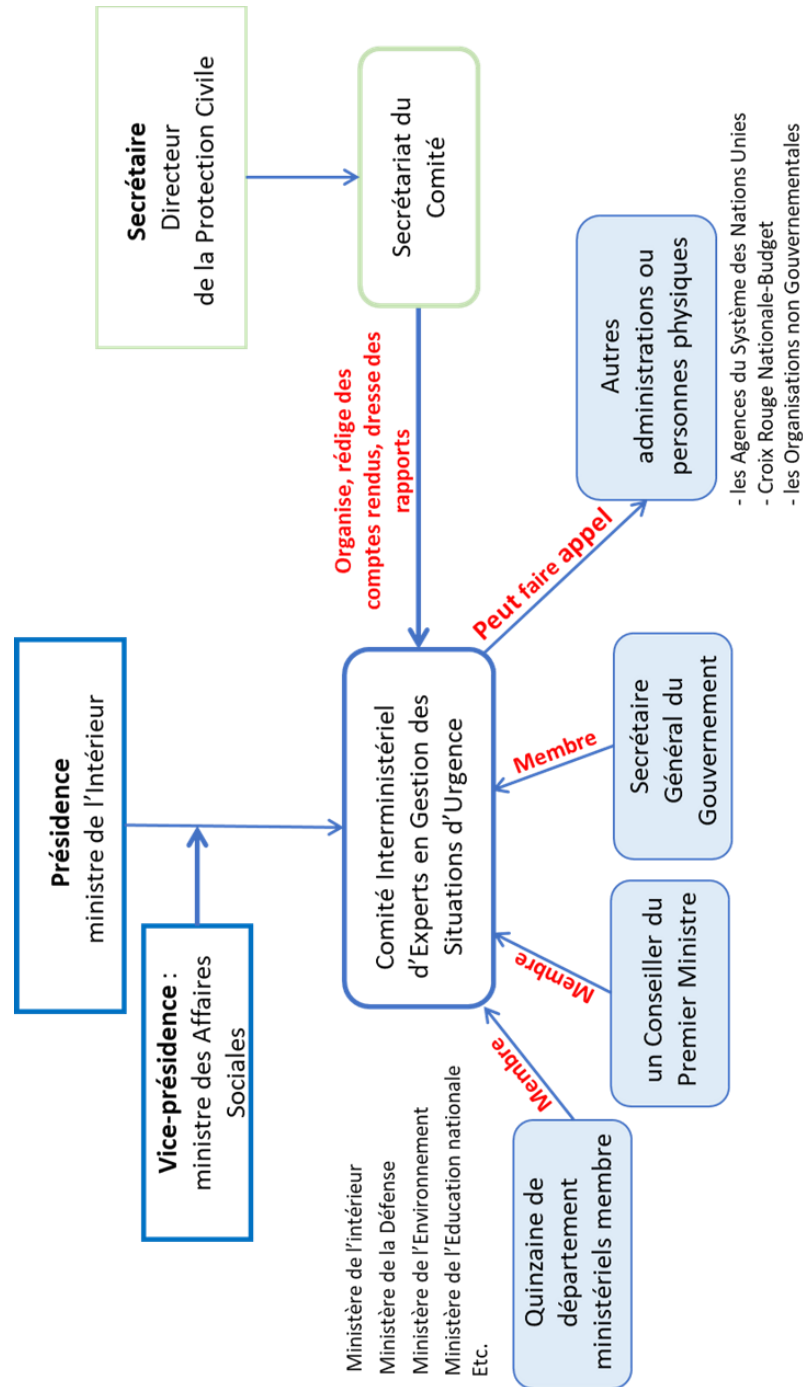 Présidence
ministre de l'Intérieur
Vice-présidence :
ministre des Affaires
Sociales
Secrétaire
Directeur
de la Protection Civile
Secrétariat du
Comité
Organise, rédige des
comptes rendus, dresse des
rapports
Comité Interministériel
d'Experts en Gestion des
Situations d'Urgence
Ministère de l'intérieur
Ministère de la Défense
Ministère de l'Environnement
Ministère de l'Education nationale
Etc.
Membre
Membre
Membre
Peut faire appel
Quinzaine de
département
ministériels membre
un Conseiller du
Premier Ministre
Secrétaire
Général du
Gouvernement
Autres
administrations ou
personnes physiques
- les Agences du Système des Nations Unies
- Croix Rouge Nationale-Budget
- les Organisations non Gouvernementales